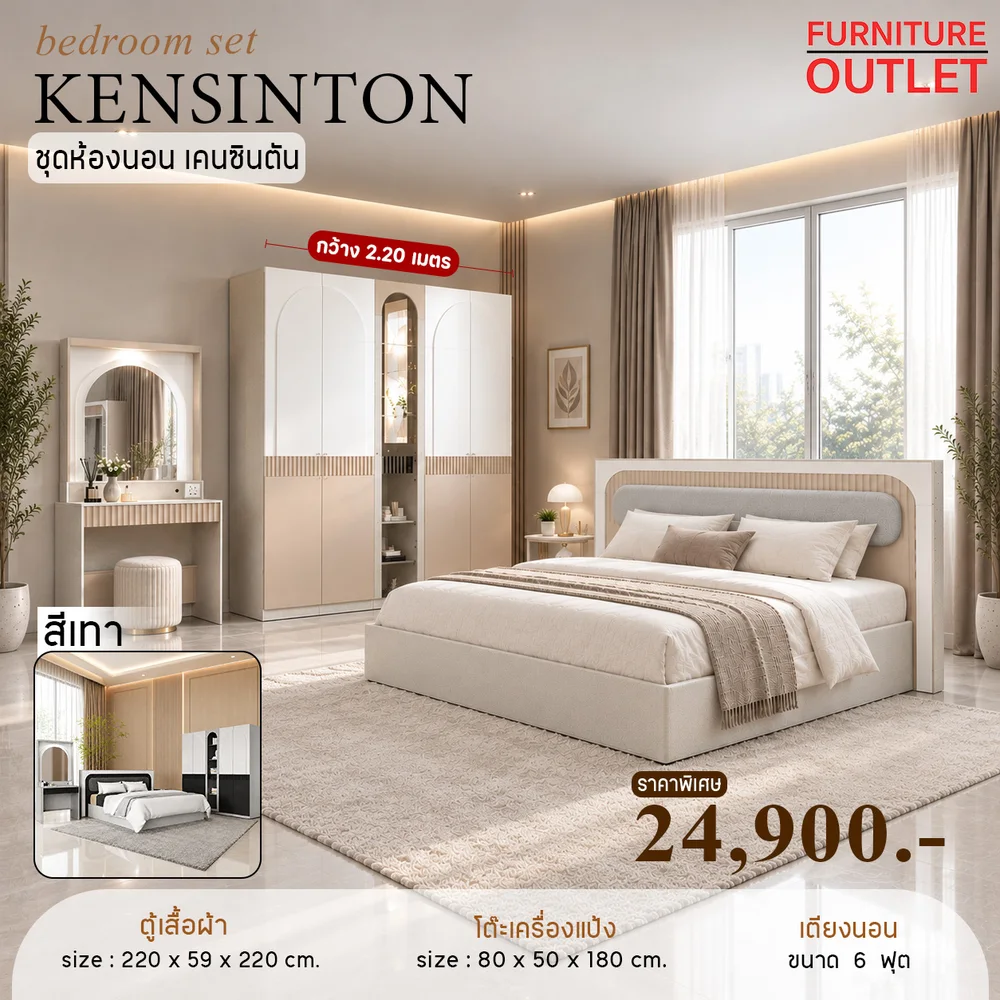 bedroom set
KENSINTON
ชุดห้องนอน เคนซินตัน
FURNITURE
OUTLET
กว้าง 2.20 เมตร
สีเทา
ราคาพิเศษ
24,900.-
ตู้เสื้อผ้า
size : 220 x 59 x 220 cm.
โต๊ะเครื่องแป้ง
size : 80 x 50 x 180 cm.
เตียงนอน
ขนาด 6 ฟุต